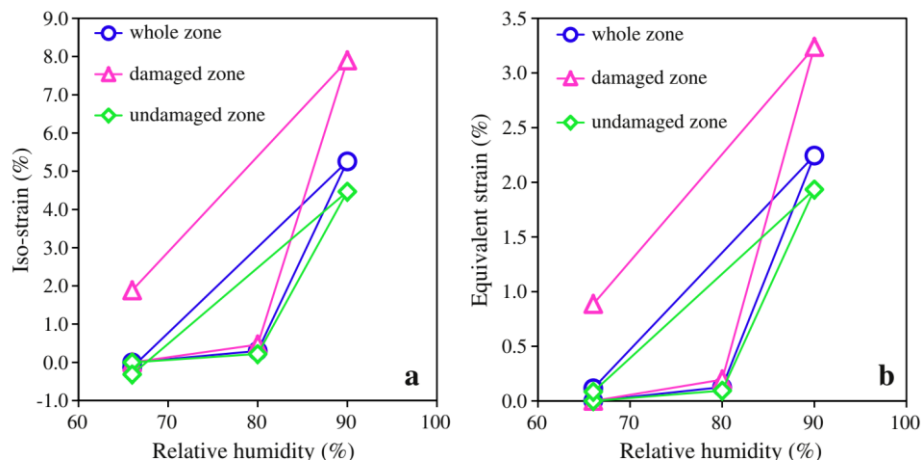 9.0
8.0
7.0
6.0
5.0
4.0
3.0
2.0
1.0
0.0
-1.0
60
70
80
90
100
Iso-strain (%)
Relative humidity (%)
whole zone
damaged zone
undamaged zone
a
3.5
3.0
2.5
2.0
1.5
1.0
0.5
0.0
60
70
80
90
100
Equivalent strain (%)
Relative humidity (%)
whole zone
damaged zone
undamaged zone
b